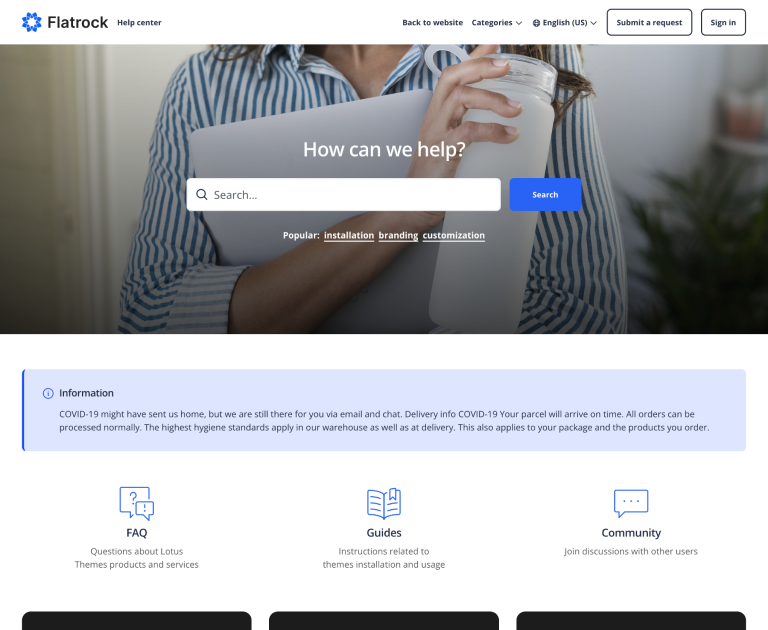 Flatrock Help center Back to website Categories English (US) Submit a request Sign in
How can we help?
Search... Search
Popular: installation branding customization
Information
COVID-19 might have sent us home, but we are still there for you via email and chat. Delivery info COVID-19 Your parcel will arrive on time. All orders can be
processed normally. The highest hygiene standards apply in our warehouse as well as at delivery. This also applies to your package and the products you order.
FAQ
Questions about Lotus
Themes products and services
Guides
Instructions related to
themes installation and usage
Community
Join discussions with other users